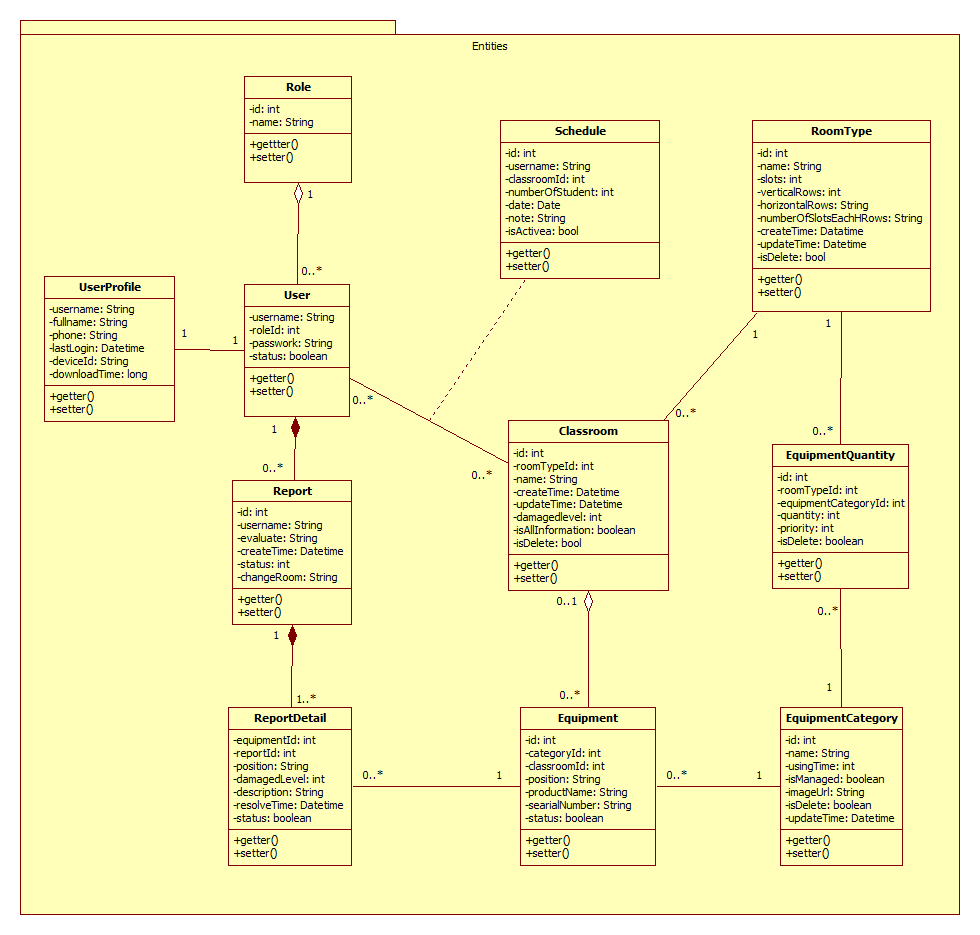 Entities
Role
-id: int
-name: String
+gettter()
+setter()
1
0..*
Schedule
-id: int
-username: String
-classroomId: int
-numberOfStudent: int
-date: Date
-note: String
-isActivea: bool
+getter()
+setter()
RoomType
-id: int
-name: String
-slots: int
-verticalRows: int
-horizontalRows: String
-numberOfSlotsEachHRows: String
-createTime: Datatime
-updateTime: Datetime
-isDelete: bool
+getter()
+setter()
1
0..*
1
0..*
UserProfile
-username: String
-fullname: String
-phone: String
-lastLogin: Datetime
-deviceId: String
-downloadTime: long
+getter()
+setter()
1
1
User
-username: String
-roleId: int
-passwork: String
-status: boolean
+getter()
+setter()
0..*
0..*
1
0..*
Classroom
-id: int
-roomTypeId: int
-name: String
-createTime: Datetime
-updateTime: Datetime
-damagedlevel: int
-isAllInformation: boolean
-isDelete: bool
+getter()
+setter()
0..1
0..*
EquipmentQuantity
-id: int
-roomTypeId: int
-equipmentCategoryId: int
-quantity: int
-priority: int
-isDelete: boolean
+getter()
+setter()
0..*
1
Report
-id: int
-username: String
-evaluate: String
-createTime: Datetime
-status: int
-changeRoom: String
+getter()
+setter()
1
1..*
ReportDetail
-equipmentId: int
-reportId: int
-position: String
-damagedLevel: int
-description: String
-resolveTime: Datetime
-status: boolean
+getter()
+setter()
0..*
1
Equipment
-id: int
-categoryId: int
-classroomId: int
-position: String
-productName: String
-searialNumber: String
-status: boolean
+getter()
+setter()
0..*
1
EquipmentCategory
-id: int
-name: String
-usingTime: int
-isManaged: boolean
-imageUrl: String
-isDelete: boolean
-updateTime: Datetime
+getter()
+setter()